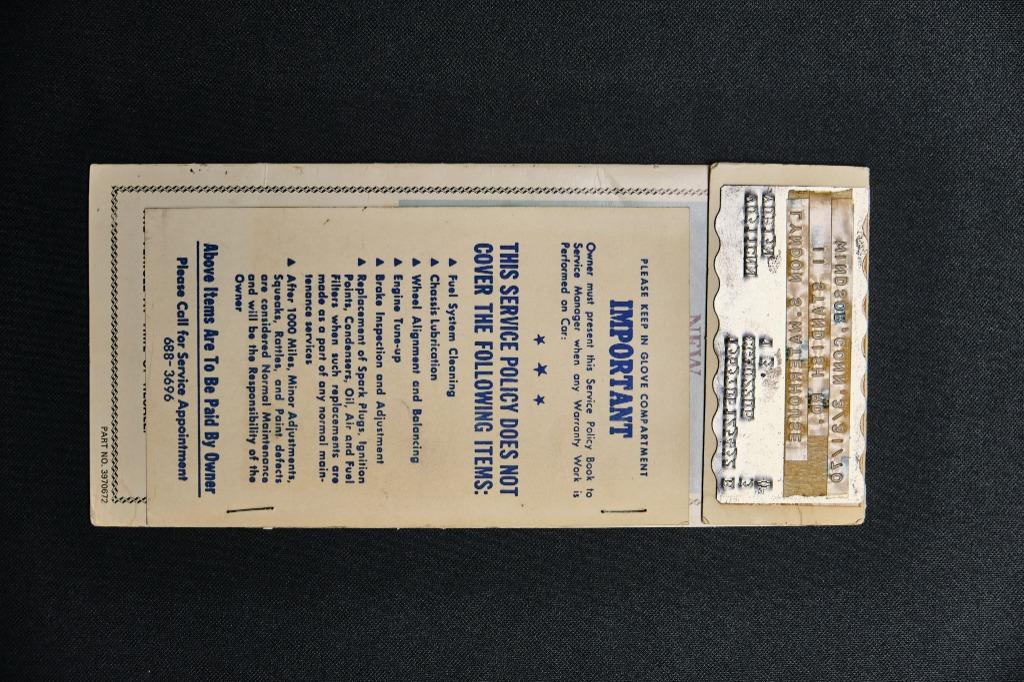 NEW
PLEASE KEEP IN GLOVE COMPARTMENT
IMPORTANT
Owner must present this Service Policy Book to
Service Manager when any Warranty Work is
Performed on Car:
THIS SERVICE POLICY DOES NOT
COVER THE FOLLOWING ITEMS:
Fuel System Cleaning
Chassis Lubrication
Wheel Alignment and Balancing
Engine Tune-up
Brake Inspection and Adjustment
Replacement of Spark Plugs, Ignition
Points, Condensers, Oil, Air and Fuel
Filters when such replacements are
made as a part of any normal main-
tenance services
After 1000 Miles, Minor Adjustments,
Squeaks, Rattles, and Paint defects
are considered Normal Maintenance
and will be the Responsibility of the
Owner
Above Items Are To Be Paid By Owner
Please Call for Service Appointment
688-3696
PART NO. 3970672